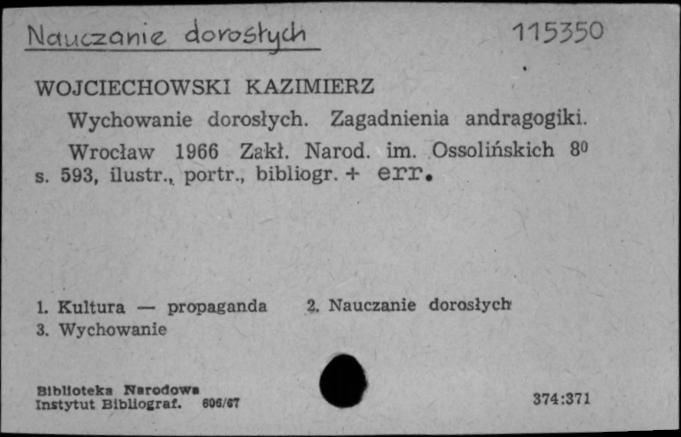 Nauczanie dorosłych 115350
WOJCIECHOWSKI KAZIMIERZ
Wychowanie dorosłych. Zagadnienia andragogiki.
Wrocław 1966 Zakł. Narod. im. Ossolińskich 8⁰
s. 593, ilustr., portr., bibliogr. + err.
1. Kultura — propaganda 2. Nauczanie dorosłych
3. Wychowanie
Biblioteka Narodowa
Instytut Bibliograf. 606/67 374:371